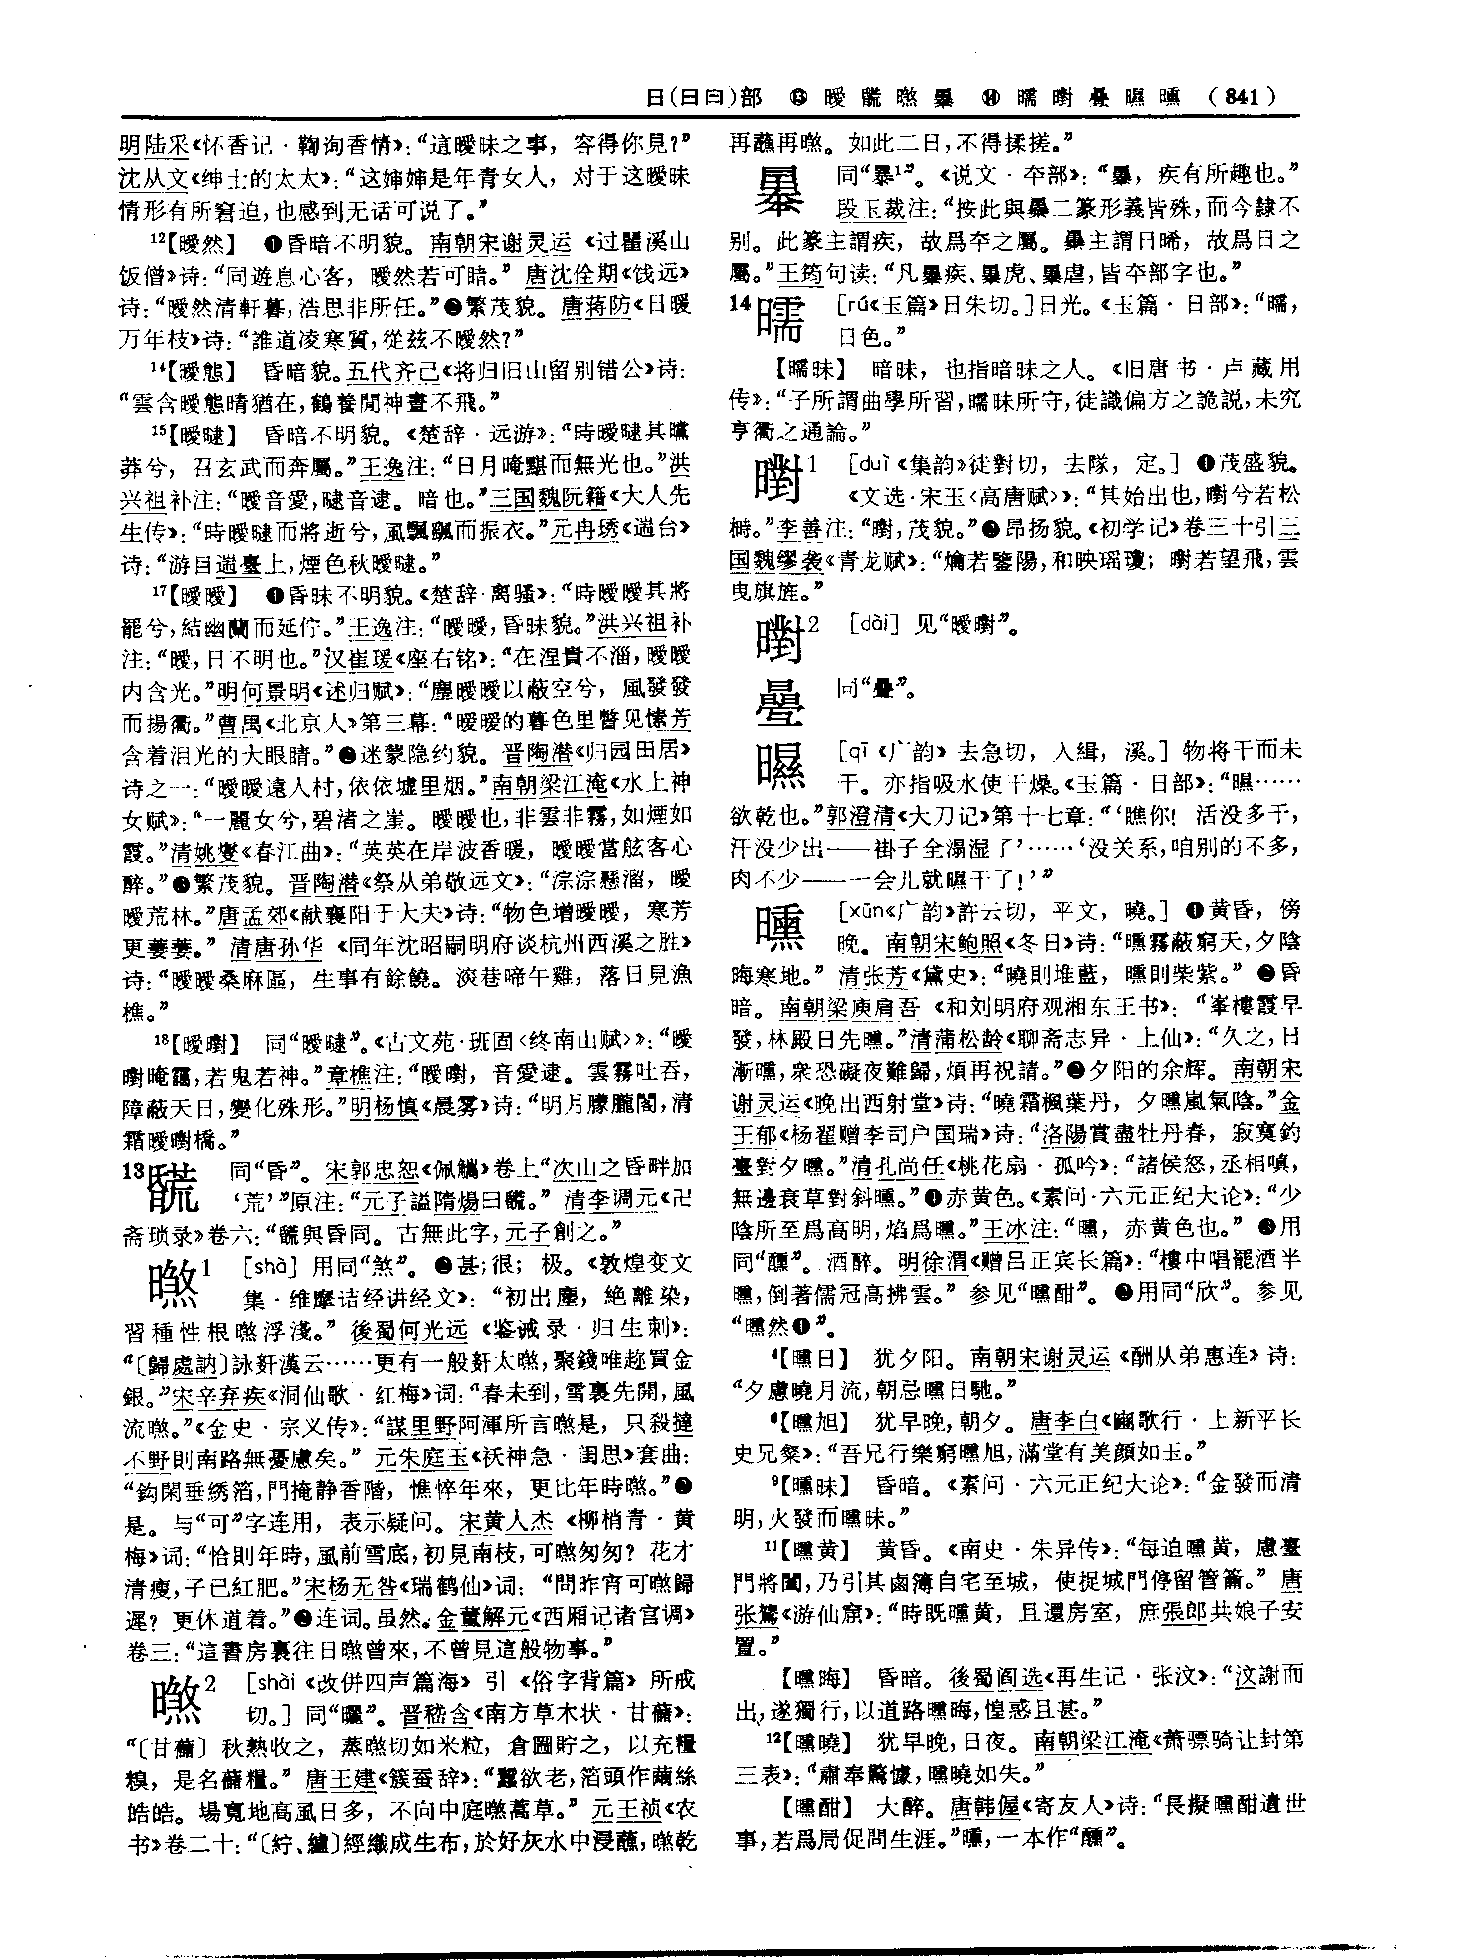 日(日曰)部 ⓭ 曖 𣉳 㬠 㬥 ⓮ 曘 㬣 曡 㬤 曛 (841)
明陆采《怀香记·鞫询香情》：“這曖昧之事，容得你見？”
沈从文《绅士的太太》：“这婶婶是年青女人，对于这暧昧
情形有所窘迫，也感到无话可说了。”
¹²【曖然】 ❶昏暗不明貌。南朝宋谢灵运《过瞿溪山
饭僧》诗：“同遊息心客，曖然若可睹。”唐沈佺期《饯远》
诗：“曖然清軒暮，浩思非所任。”❷繁茂貌。唐蒋防《日暖
万年枝》诗：“誰道凌寒質，從兹不曖然？”
¹⁴【曖態】 昏暗貌。五代齐己《将归旧山留别错公》诗：
“雲含曖態晴猶在，鶴養閒神晝不飛。”
¹⁵【曖曃】 昏暗不明貌。《楚辞·远游》：“時曖曃其曭
莽兮，召玄武而奔屬。”王逸注：“日月晻黮而無光也。”洪
兴祖补注：“曖音愛，曃音逮。暗也。”三国魏阮籍《大人先
生传》：“時曖曃而將逝兮，風飄飖而振衣。”元冉琇《遄台》
诗：“游目遄臺上，煙色秋曖曃。”
¹⁷【曖曖】 ❶昏昧不明貌。《楚辞·离骚》：“時曖曖其將
罷兮，結幽蘭而延佇。”王逸注：“曖曖，昏昧貌。”洪兴祖补
注：“曖，日不明也。”汉崔瑗《座右铭》：“在涅貴不淄，曖曖
内含光。”明何景明《述归赋》：“塵曖曖以蔽空兮，風發發
而揚衢。”曹禺《北京人》第三幕：“暧暧的暮色里瞥见愫芳
含着泪光的大眼睛。”❷迷蒙隐约貌。晋陶潜《归园田居》
诗之一：“曖曖遠人村，依依墟里烟。”南朝梁江淹《水上神
女赋》：“一麗女兮，碧渚之崖。曖曖也，非雲非霧，如煙如
霞。”清姚燮《春江曲》：“英英在岸波香暖，曖曖當舷客心
醉。”❸繁茂貌。晋陶潜《祭从弟敬远文》：“淙淙懸溜，曖
曖荒林。”唐孟郊《献襄阳于大夫》诗：“物色增曖曖，寒芳
更萋萋。”清唐孙华《同年沈昭嗣明府谈杭州西溪之胜》
诗：“曖曖桑麻區，生事有餘饒。深巷啼午雞，落日見漁
樵。”
¹⁸【曖㬣】 同“曖曃”。《古文苑·班固〈终南山赋〉》：“曖
㬣晻靄，若鬼若神。”章樵注：“曖㬣，音愛逮。雲霧吐吞，
障蔽天日，變化殊形。”明杨慎《晨雾》诗：“明月朦朧閣，清
霜曖㬣橋。”
13 同“昏”。宋郭忠恕《佩觿》卷上“次山之昏畔加
‘荒’”原注：“元子謚隋煬曰𣉳。”清李调元《卍
斋琐录》卷六：“𣉳與昏同。古無此字，元子創之。”
㬠1 [shà] 用同“煞”。❶甚；很；极。《敦煌变文
集·维摩诘经讲经文》：“初出塵，絶離染，
習種性根㬠浮淺。”後蜀何光远《鉴诫录·归生刺》：
“〔歸處訥〕詠姧漢云……更有一般姧太㬠，聚錢唯趂買金
銀。”宋辛弃疾《洞仙歌·红梅》词：“春未到，雪裏先開，風
流㬠。”《金史·宗义传》：“謀里野阿渾所言㬠是，只殺撻
不野則南路無憂慮矣。”元朱庭玉《袄神急·闺思》套曲：
“鈎閑垂绣箔，門掩静香階，憔悴年來，更比年時㬠。”❷
是。与“可”字连用，表示疑问。宋黄人杰《柳梢青·黄
梅》词：“恰則年時，風前雪底，初見南枝，可㬠匆匆？花才
清瘦，子已紅肥。”宋杨无咎《瑞鹤仙》词：“問昨宵可㬠歸
遲？更休道着。”❸连词。虽然。金董解元《西厢记诸宫调》
卷三：“這書房裏往日㬠曾來，不曾見這般物事。”
㬠2 [shài《改併四声篇海》引《俗字背篇》所戒
切。] 同“曬”。晋嵇含《南方草木状·甘藷》：
“〔甘藷〕秋熟收之，蒸㬠切如米粒，倉圌貯之，以充糧
糗，是名藷糧。”唐王建《簇蚕辞》：“蠶欲老，箔頭作繭絲
皓皓。場寬地高風日多，不向中庭㬠蒿草。”元王祯《农
书》卷二十：“〔紵、纑〕經織成生布，於好灰水中浸蘸，㬠乾
再蘸再㬠。如此二日，不得揉搓。”
同“暴¹”。《说文·夲部》：“㬥，疾有所趣也。”
段玉裁注：“按此與暴二篆形義皆殊，而今隸不
别。此篆主謂疾，故爲夲之屬。暴主謂日晞，故爲日之
屬。”王筠句读：“凡㬥疾、㬥虎、㬥虐，皆夲部字也。”
14 曘 [rú《玉篇》日朱切。]日光。《玉篇·日部》：“曘，
日色。”
【曘昧】 暗昧，也指暗昧之人。《旧唐书·卢藏用
传》：“子所謂曲學所習，曘昧所守，徒識偏方之詭説，未究
亨衢之通論。”
㬣1 [duì《集韵》徒對切，去隊，定。] ❶茂盛貌。
《文选·宋玉〈高唐赋〉》：“其始出也，㬣兮若松
榯。”李善注：“㬣，茂貌。”❷昂扬貌。《初学记》卷三十引三
国魏缪袭《青龙赋》：“爚若鑒陽，和映瑶瓊；㬣若望飛，雲
曳旗旌。”
㬣2 [dài] 见“曖㬣”。
曡 同“疊”。
㬤 [qī《广韵》去急切，入緝，溪。] 物将干而未
干。亦指吸水使干燥。《玉篇·日部》：“㬤……
欲乾也。”郭澄清《大刀记》第十七章：“‘瞧你！活没多干，
汗没少出——褂子全溻湿了’……‘没关系，咱别的不多，
肉不少——一会儿就㬤干了！’”
曛 [xūn《广韵》許云切，平文，曉。] ❶黄昏，傍
晚。南朝宋鲍照《冬日》诗：“曛霧蔽窮天，夕陰
晦寒地。”清张芳《黛史》：“曉則堆藍，曛則柴紫。”❷昏
暗。南朝梁庾肩吾《和刘明府观湘东王书》：“峯樓霞早
發，林殿日先曛。”清蒲松龄《聊斋志异·上仙》：“久之，日
漸曛，衆恐礙夜難歸，煩再祝請。”❸夕阳的余辉。南朝宋
谢灵运《晚出西射堂》诗：“曉霜楓葉丹，夕曛嵐氣陰。”金
王郁《杨翟赠李司户国瑞》诗：“洛陽賞盡牡丹春，寂寞釣
臺對夕曛。”清孔尚任《桃花扇·孤吟》：“諸侯怒，丞相嗔，
無邊衰草對斜曛。”❹赤黄色。《素问·六元正纪大论》：“少
陰所至爲高明，焰爲曛。”王冰注：“曛，赤黄色也。”❺用
同“醺”。酒醉。明徐渭《赠吕正宾长篇》：“樓中唱罷酒半
曛，倒著儒冠高拂雲。”参见“曛酣”。❻用同“欣”。参见
“曛然❶”。
⁴【曛日】 犹夕阳。南朝宋谢灵运《酬从弟惠连》诗：
“夕慮曉月流，朝忌曛日馳。”
⁶【曛旭】 犹早晚，朝夕。唐李白《豳歌行·上新平长
史兄粲》：“吾兄行樂窮曛旭，滿堂有美顔如玉。”
⁹【曛昧】 昏暗。《素问·六元正纪大论》：“金發而清
明，火發而曛昧。”
¹¹【曛黄】 黄昏。《南史·朱异传》：“每迫曛黄，慮臺
門將闔，乃引其鹵簿自宅至城，使捉城門停留管籥。”唐
张鷟《游仙窟》：“時既曛黄，且還房室，庶張郎共娘子安
置。”
【曛晦】 昏暗。後蜀阎选《再生记·张汶》：“汶謝而
出，遂獨行，以道路曛晦，惶惑且甚。”
¹²【曛曉】 犹早晚，日夜。南朝梁江淹《萧骠骑让封第
三表》：“肅奉驚慷，曛曉如失。”
【曛酣】 大醉。唐韩偓《寄友人》诗：“長擬曛酣遺世
事，若爲局促問生涯。”曛，一本作“醺”。